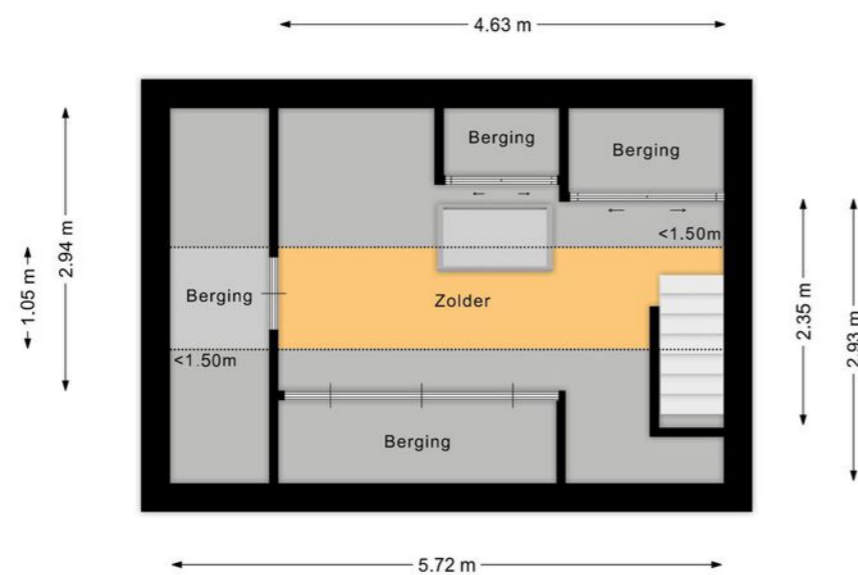 4.63 m
Berging
Berging
<1.50m
2.94 m
1.05 m
Berging
Zolder
2.35 m
2.93 m
<1.50m
Berging
5.72 m